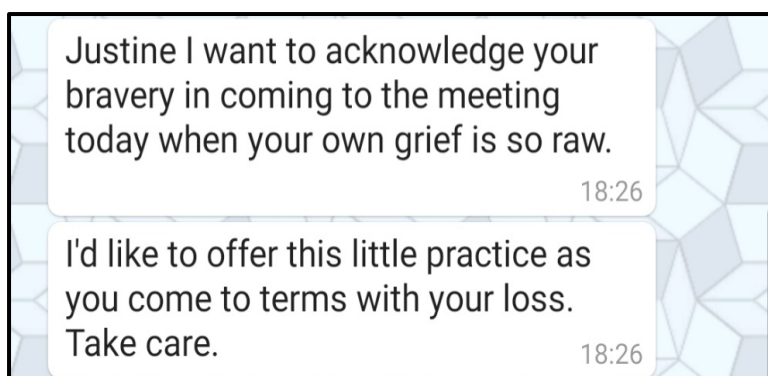 Justine I want to acknowledge your
bravery in coming to the meeting
today when your own grief is so raw.
18:26
I'd like to offer this little practice as
you come to terms with your loss.
Take care.
18:26